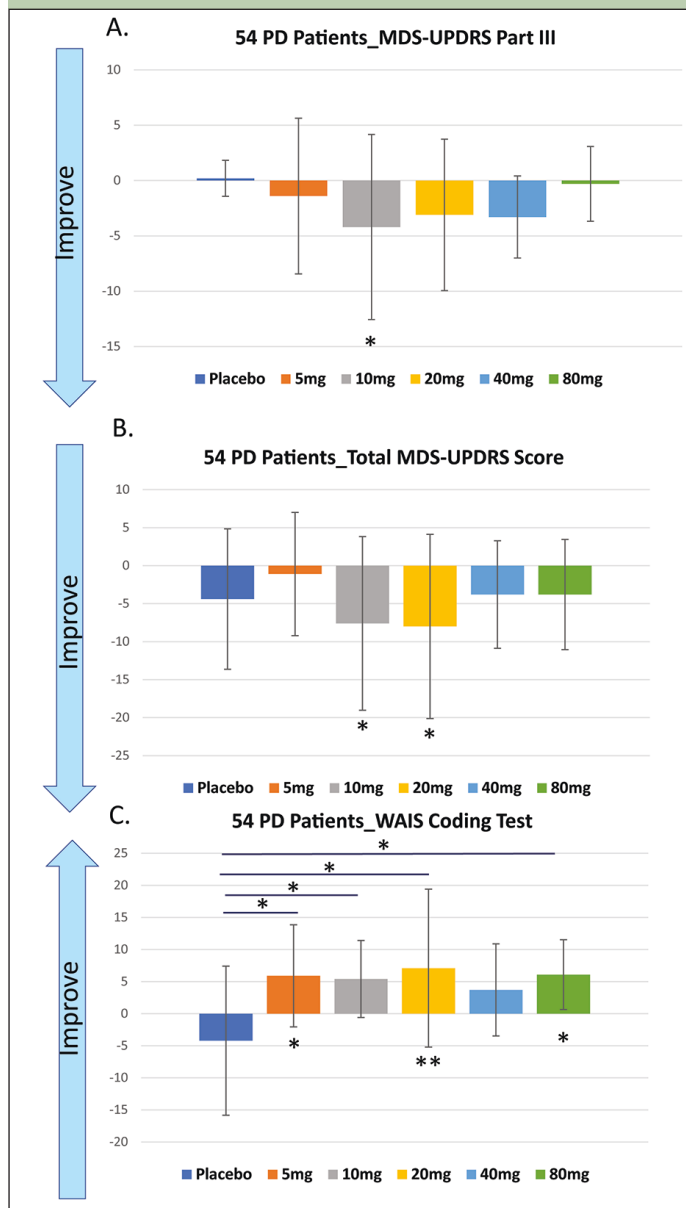 A.
54 PD Patients_MDS-UPDRS Part III
10
5
0
-5
-10
-15
*
Improve
Placebo 5mg 10mg 20mg 40mg 80mg
B.
54 PD Patients_Total MDS-UPDRS Score
10
5
0
-5
-10
-15
-20
-25
* *
Improve
Placebo 5mg 10mg 20mg 40mg 80mg
C.
54 PD Patients_WAIS Coding Test
25
20
15
10
5
0
-5
-10
-15
-20
*
*
*
*
* ** *
Improve
Placebo 5mg 10mg 20mg 40mg 80mg